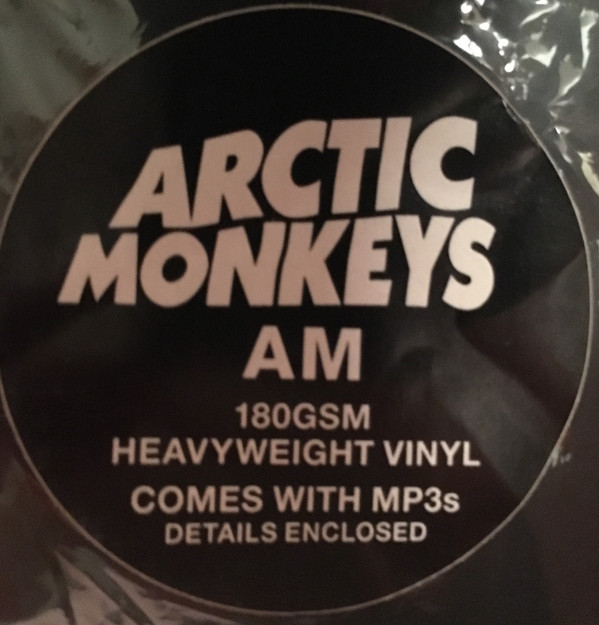 ARCTIC
MONKEYS
AM
180GSM
HEAVYWEIGHT VINYL
COMES WITH MP3s
DETAILS ENCLOSED